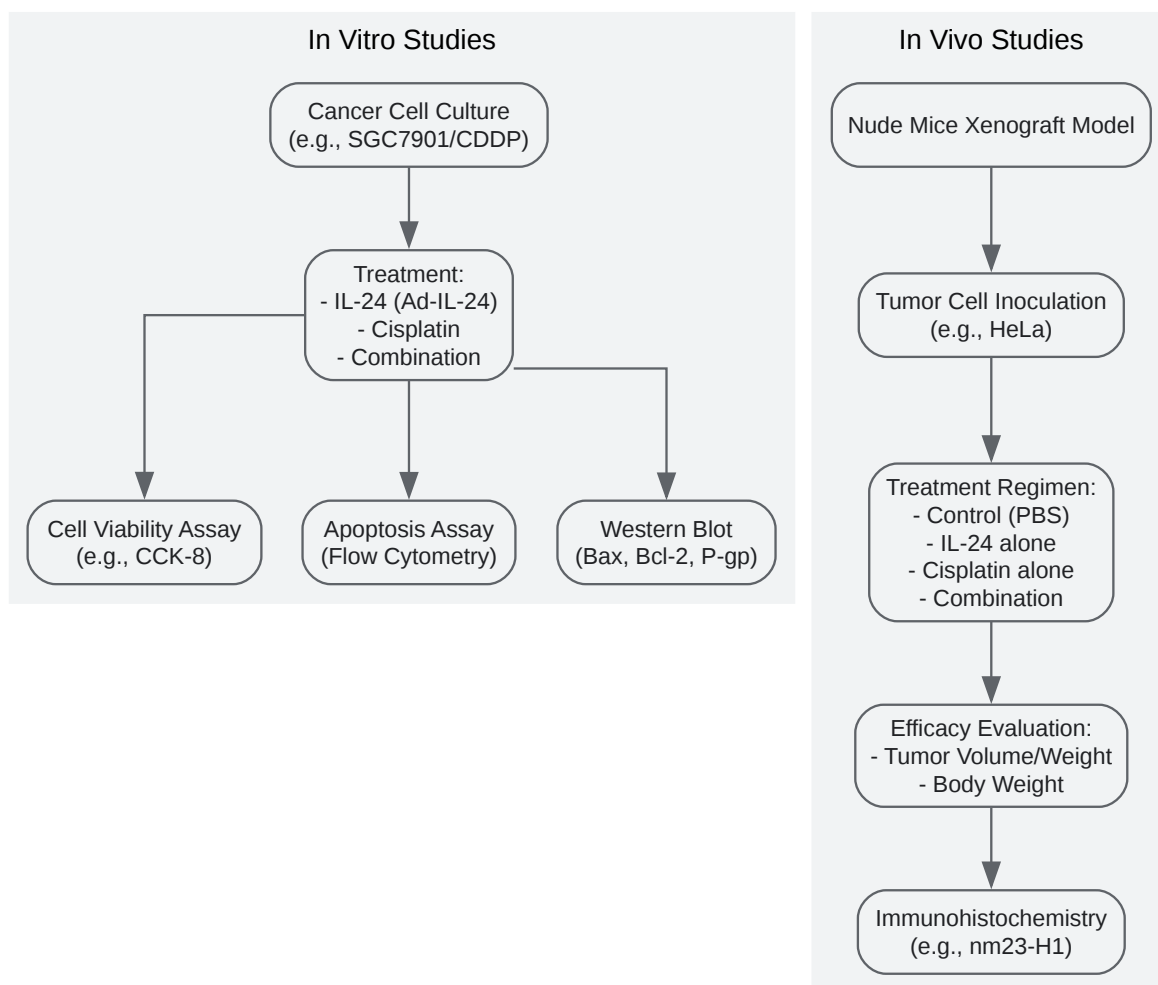 In Vitro Studies
Cancer Cell Culture
(e.g., SGC7901/CDDP)
Treatment:
- IL-24 (Ad-IL-24)
- Cisplatin
- Combination
Cell Viability Assay
(e.g., CCK-8)
Apoptosis Assay
(Flow Cytometry)
Western Blot
(Bax, Bcl-2, P-gp)
In Vivo Studies
Nude Mice Xenograft Model
Tumor Cell Inoculation
(e.g., HeLa)
Treatment Regimen:
- Control (PBS)
- IL-24 alone
- Cisplatin alone
- Combination
Efficacy Evaluation:
- Tumor Volume/Weight
- Body Weight
Immunohistochemistry
(e.g., nm23-H1)